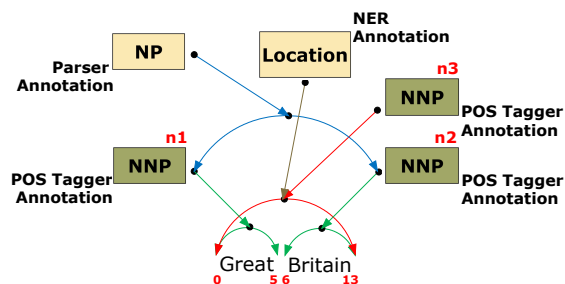 NER
Annotation
NP
Location
Parser
Annotation
n3
NNP
POS Tagger
Annotation
n1
NNP
POS Tagger
Annotation
n2
NNP
POS Tagger
Annotation
Great Britain
0 5 6 13